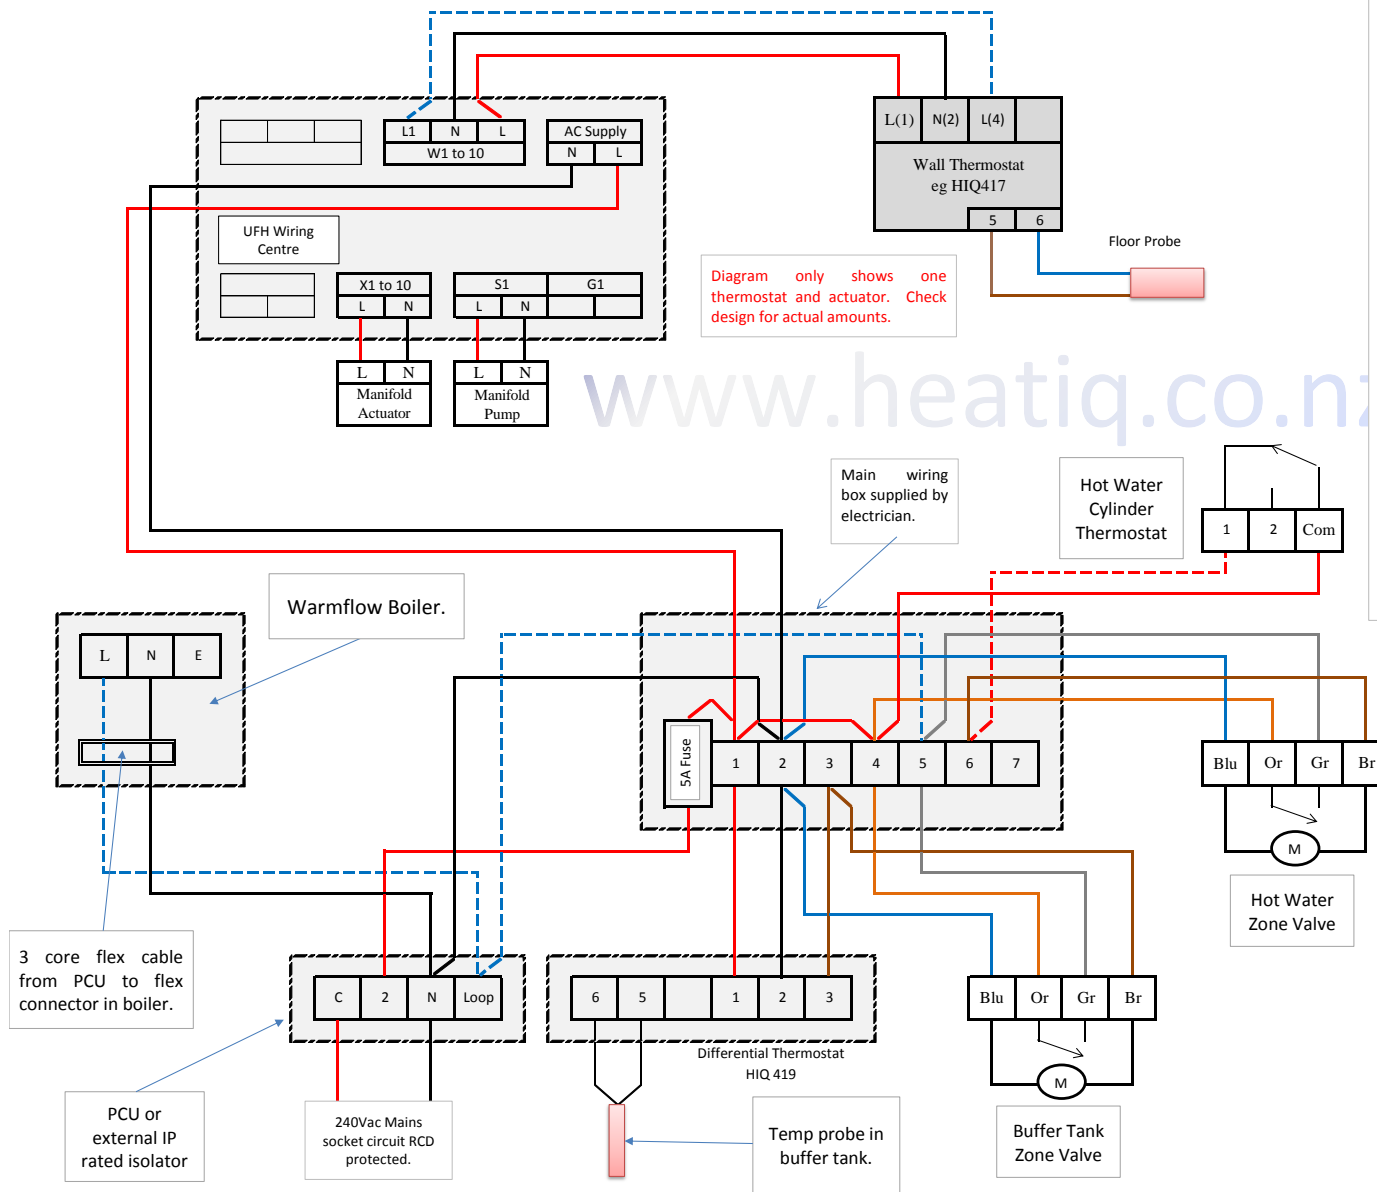 L1 N L
W1 to 10
AC Supply
N L
L(1) N(2) L(4)
Wall Thermostat
eg HIQ417
5 6
Floor Probe
UFH Wiring
Centre
Diagram only shows one
thermostat and actuator. Check
design for actual amounts.
X1 to 10
L N
S1 G1
L N
L N
Manifold
Actuator
L N
Manifold
Pump
www.heatiq.co.nz
Main wiring
box supplied by
electrician.
Hot Water
Cylinder
Thermostat
1 2 Com
Warmflow Boiler.
L N E
5A Fuse
1 2 3 4 5 6 7
Blu Or Gr Br
M
Hot Water
Zone Valve
3 core flex cable
from PCU to flex
connector in boiler.
C 2 N Loop
6 5 1 2 3
Differential Thermostat
HIQ 419
Blu Or Gr Br
M
Buffer Tank
Zone Valve
PCU or
external IP
rated isolator
240Vac Mains
socket circuit RCD
protected.
Temp probe in
buffer tank.